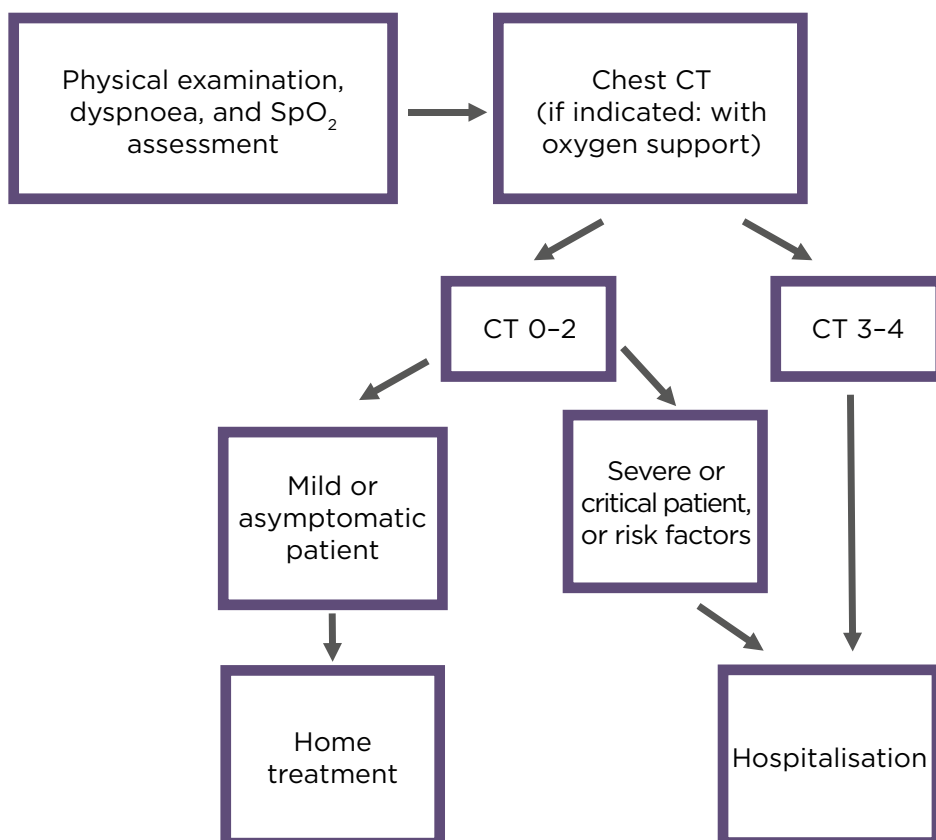 Physical examination,
dyspnoea, and SpO₂
assessment
Chest CT
(if indicated: with
oxygen support)
CT 0–2
CT 3–4
Mild or
asymptomatic
patient
Severe or
critical patient,
or risk factors
Home
treatment
Hospitalisation